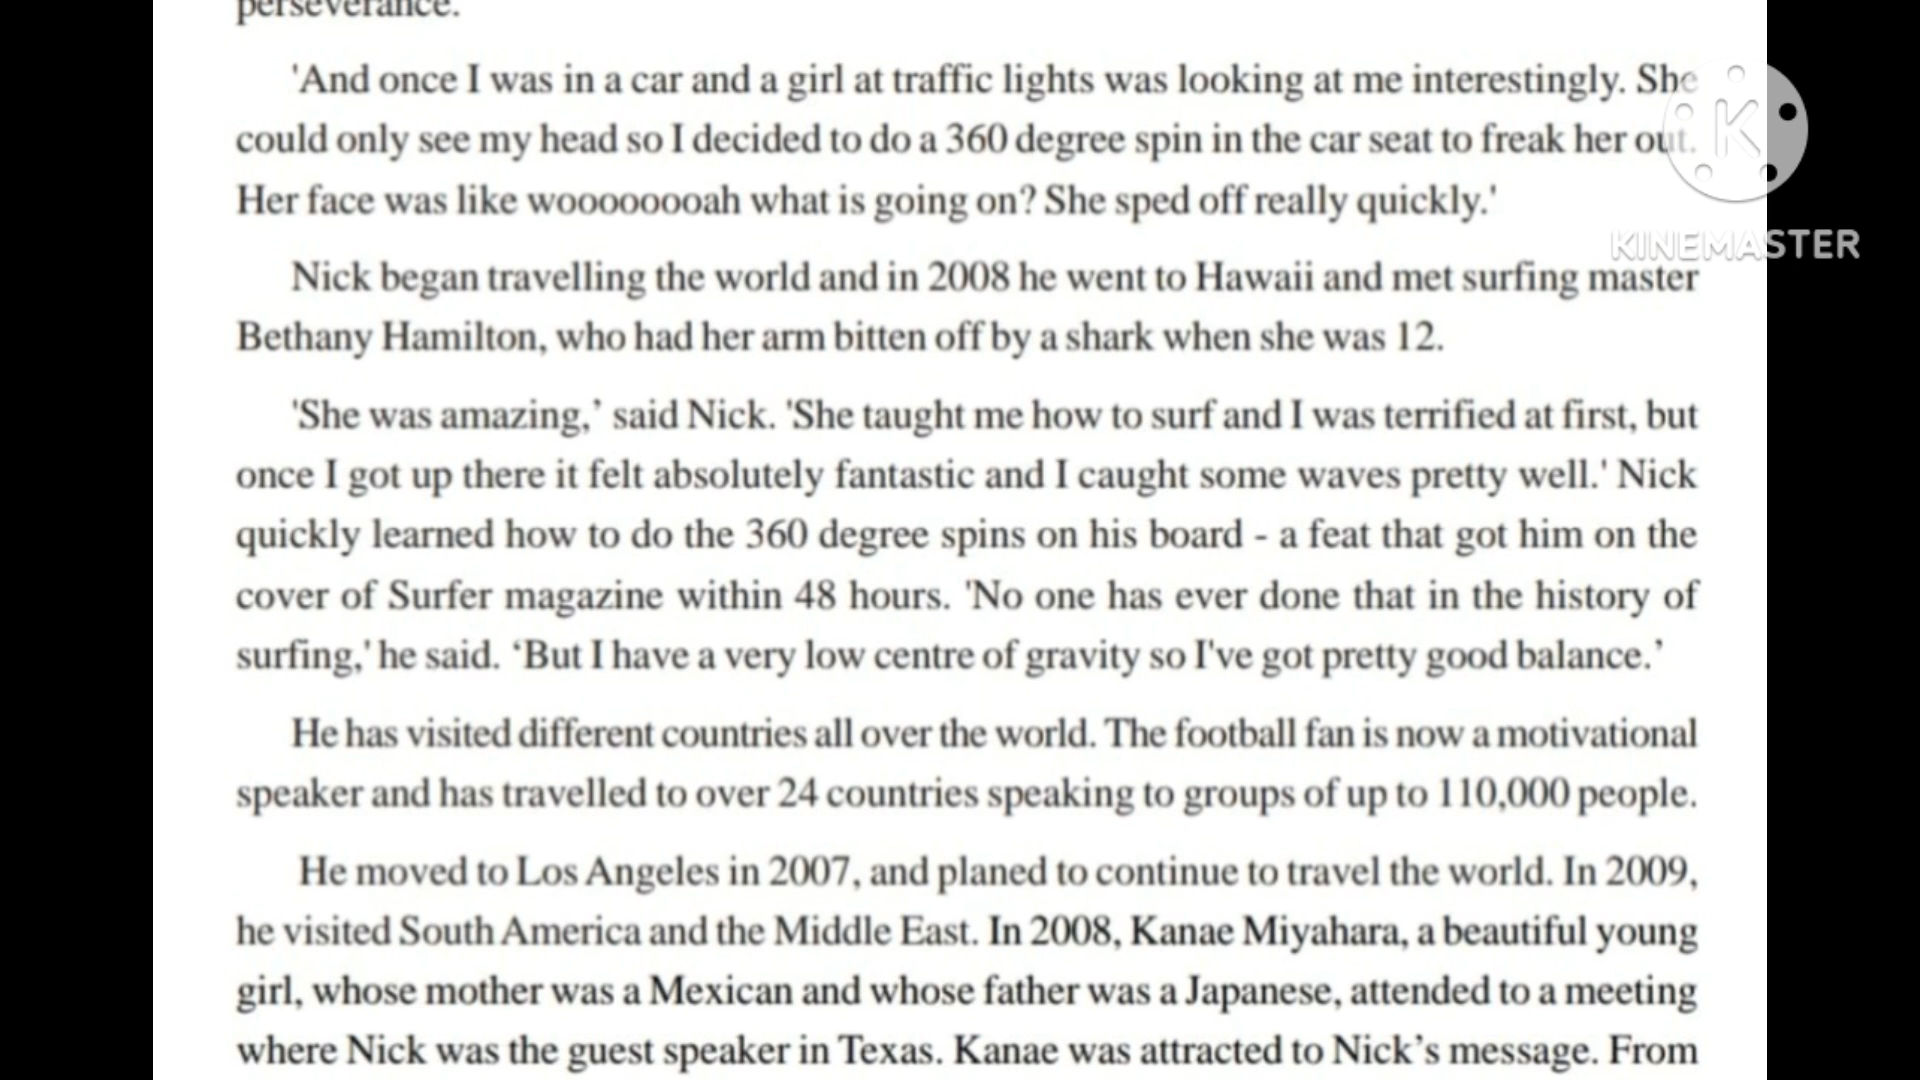 perseverance.
'And once I was in a car and a girl at traffic lights was looking at me interestingly. She
could only see my head so I decided to do a 360 degree spin in the car seat to freak her out.
Her face was like woooooooah what is going on? She sped off really quickly.'
K
KINEMASTER
Nick began travelling the world and in 2008 he went to Hawaii and met surfing master
Bethany Hamilton, who had her arm bitten off by a shark when she was 12.
'She was amazing,’ said Nick. 'She taught me how to surf and I was terrified at first, but
once I got up there it felt absolutely fantastic and I caught some waves pretty well.' Nick
quickly learned how to do the 360 degree spins on his board - a feat that got him on the
cover of Surfer magazine within 48 hours. 'No one has ever done that in the history of
surfing,' he said. ‘But I have a very low centre of gravity so I've got pretty good balance.’
He has visited different countries all over the world. The football fan is now a motivational
speaker and has travelled to over 24 countries speaking to groups of up to 110,000 people.
He moved to Los Angeles in 2007, and planed to continue to travel the world. In 2009,
he visited South America and the Middle East. In 2008, Kanae Miyahara, a beautiful young
girl, whose mother was a Mexican and whose father was a Japanese, attended to a meeting
where Nick was the guest speaker in Texas. Kanae was attracted to Nick’s message. From